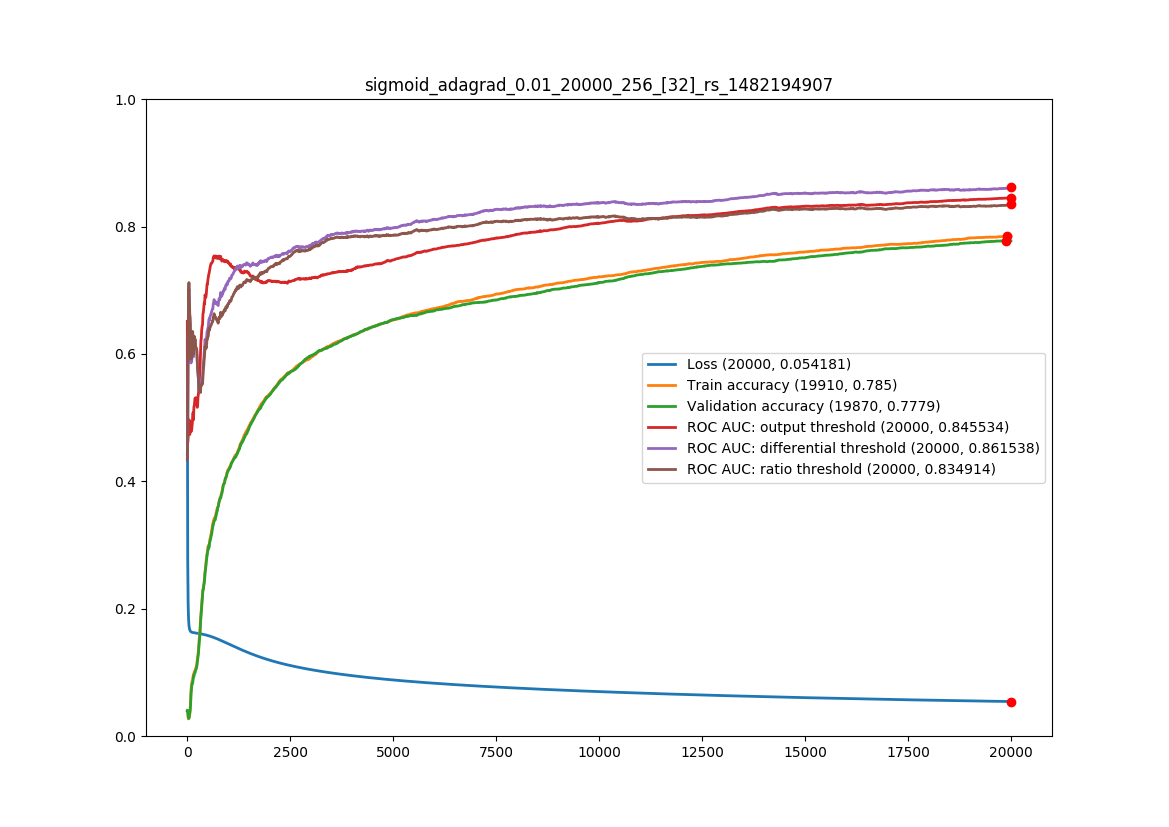 sigmoid_adagrad_0.01_20000_256_[32]_rs_1482194907
1.0
0.8
0.6
0.4
0.2
0.0
Loss (20000, 0.054181)
Train accuracy (19910, 0.785)
Validation accuracy (19870, 0.7779)
ROC AUC: output threshold (20000, 0.845534)
ROC AUC: differential threshold (20000, 0.861538)
ROC AUC: ratio threshold (20000, 0.834914)
0 2500 5000 7500 10000 12500 15000 17500 20000